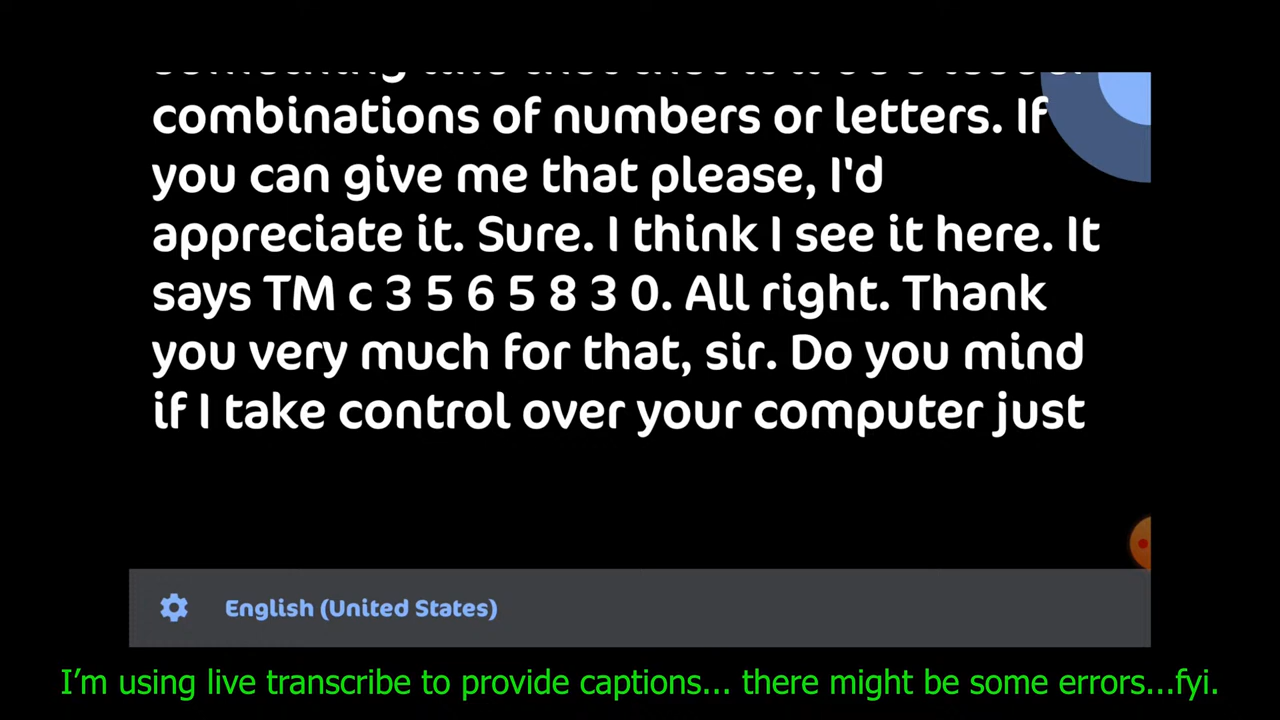 combinations of numbers or letters. If
you can give me that please, I'd
appreciate it. Sure. I think I see it here. It
says TM c 3 5 6 5 8 3 0. All right. Thank
you very much for that, sir. Do you mind
if I take control over your computer just
English (United States)
I'm using live transcribe to provide captions... there might be some errors...fyi.